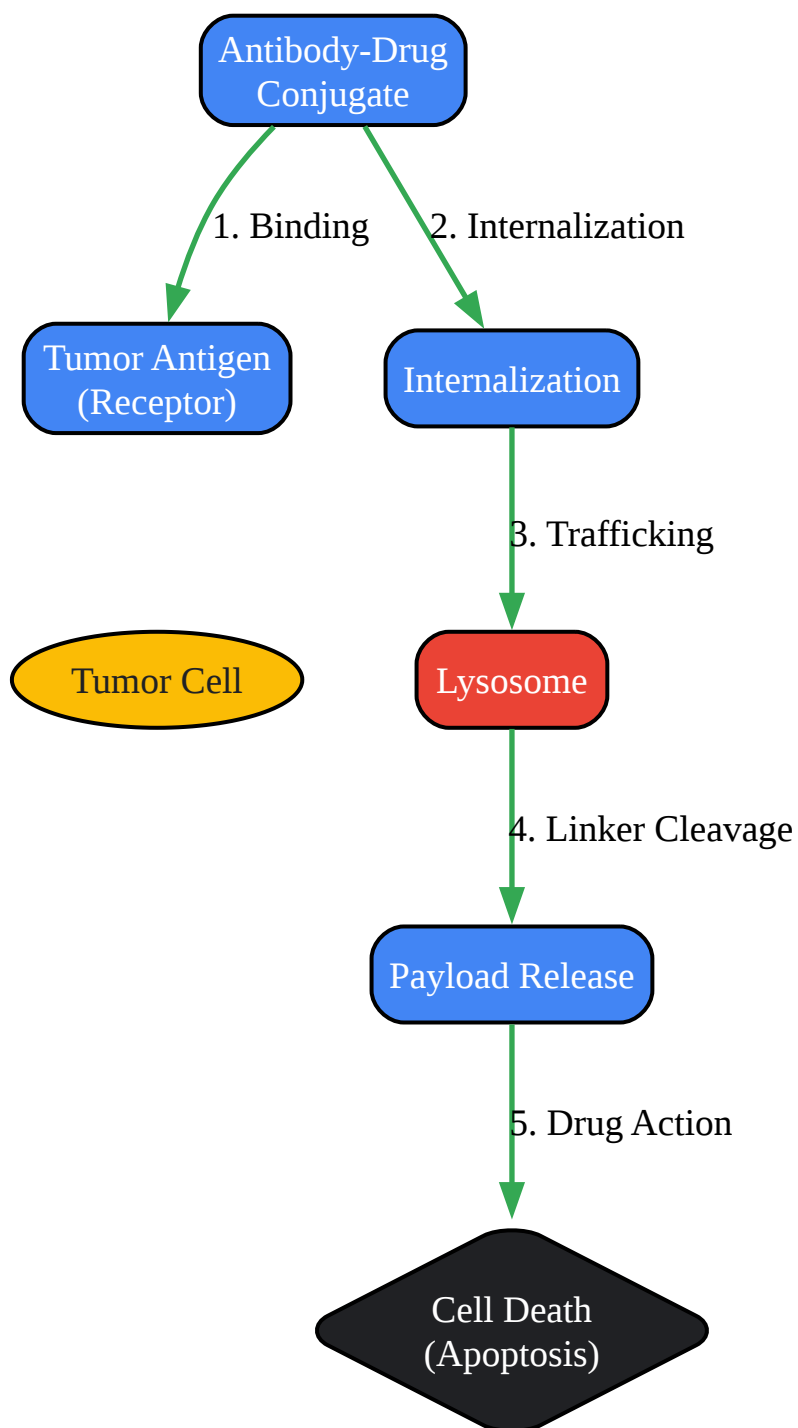 Antibody-Drug
Conjugate
1. Binding
2. Internalization
Tumor Antigen
(Receptor)
Internalization
3. Trafficking
Tumor Cell
Lysosome
4. Linker Cleavage
Payload Release
5. Drug Action
Cell Death
(Apoptosis)